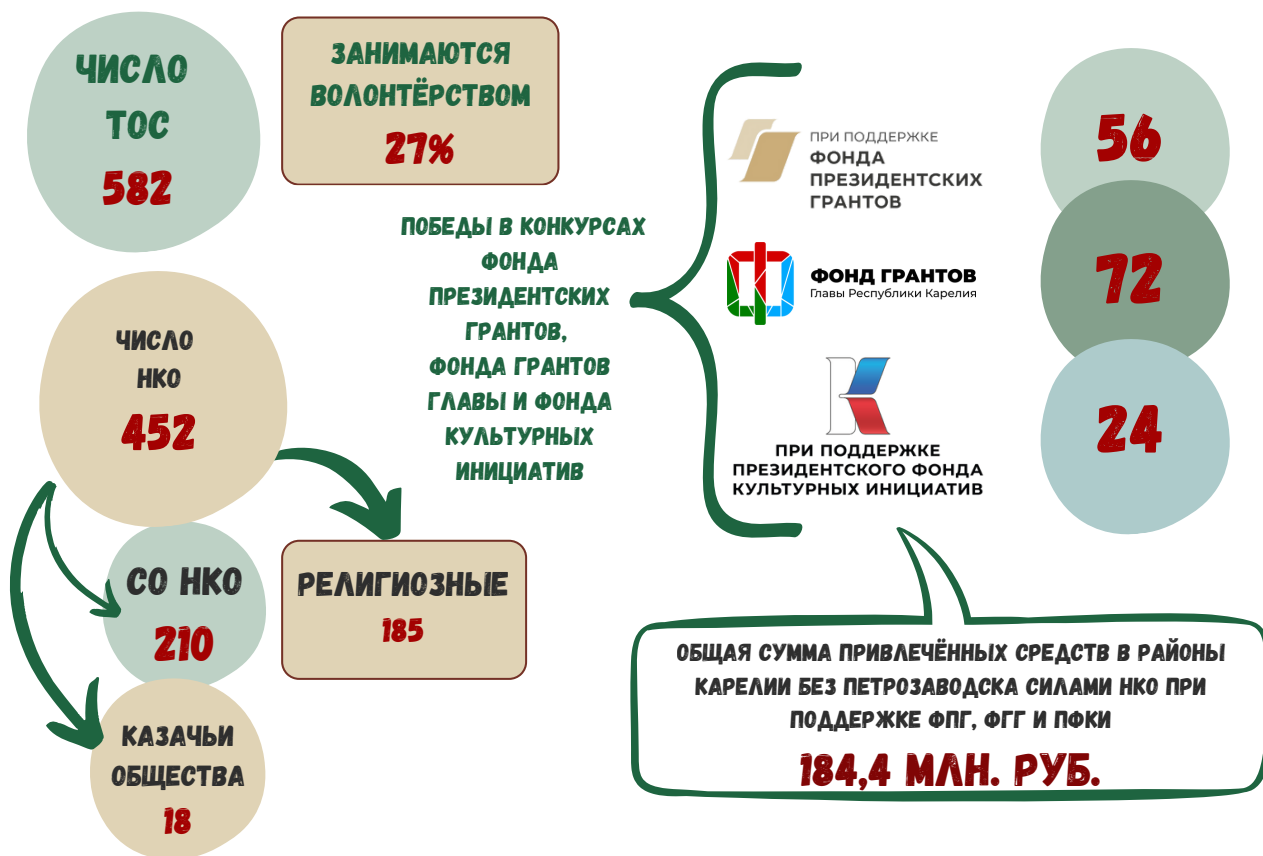 ЧИСЛО
ТОС
582
ЗАНИМАЮТСЯ
ВОЛОНТЁРСТВОМ
27%
ЧИСЛО
НКО
452
СО НКО
210
РЕЛИГИОЗНЫЕ
185
КАЗАЧЬИ
ОБЩЕСТВА
18
ПОБЕДЫ В КОНКУРСАХ
ФОНДА
ПРЕЗИДЕНТСКИХ
ГРАНТОВ,
ФОНДА ГРАНТОВ
ГЛАВЫ И ФОНДА
КУЛЬТУРНЫХ
ИНИЦИАТИВ
ПРИ ПОДДЕРЖКЕ
ФОНДА
ПРЕЗИДЕНТСКИХ
ГРАНТОВ
56
ФОНД ГРАНТОВ
Главы Республики Карелия
72
ПРИ ПОДДЕРЖКЕ
ПРЕЗИДЕНТСКОГО ФОНДА
КУЛЬТУРНЫХ ИНИЦИАТИВ
24
ОБЩАЯ СУММА ПРИВЛЕЧЁННЫХ СРЕДСТВ В РАЙОНЫ
КАРЕЛИИ БЕЗ ПЕТРОЗАВОДСКА СИЛАМИ НКО ПРИ
ПОДДЕРЖКЕ ФПГ, ФГГ И ПФКИ
184,4 МЛН. РУБ.